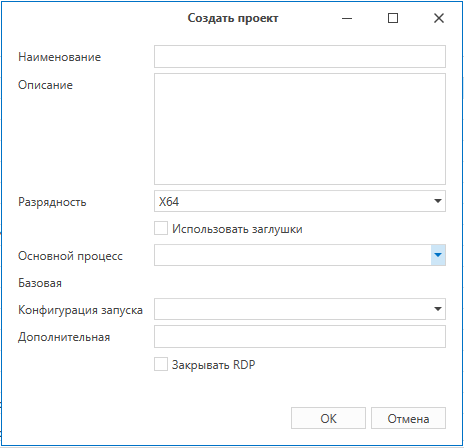 Создать проект
Наименование
Описание
Разрядность X64
Использовать заглушки
Основной процесс
Базовая
Конфигурация запуска
Дополнительная
Закрывать RDP
OK Отмена